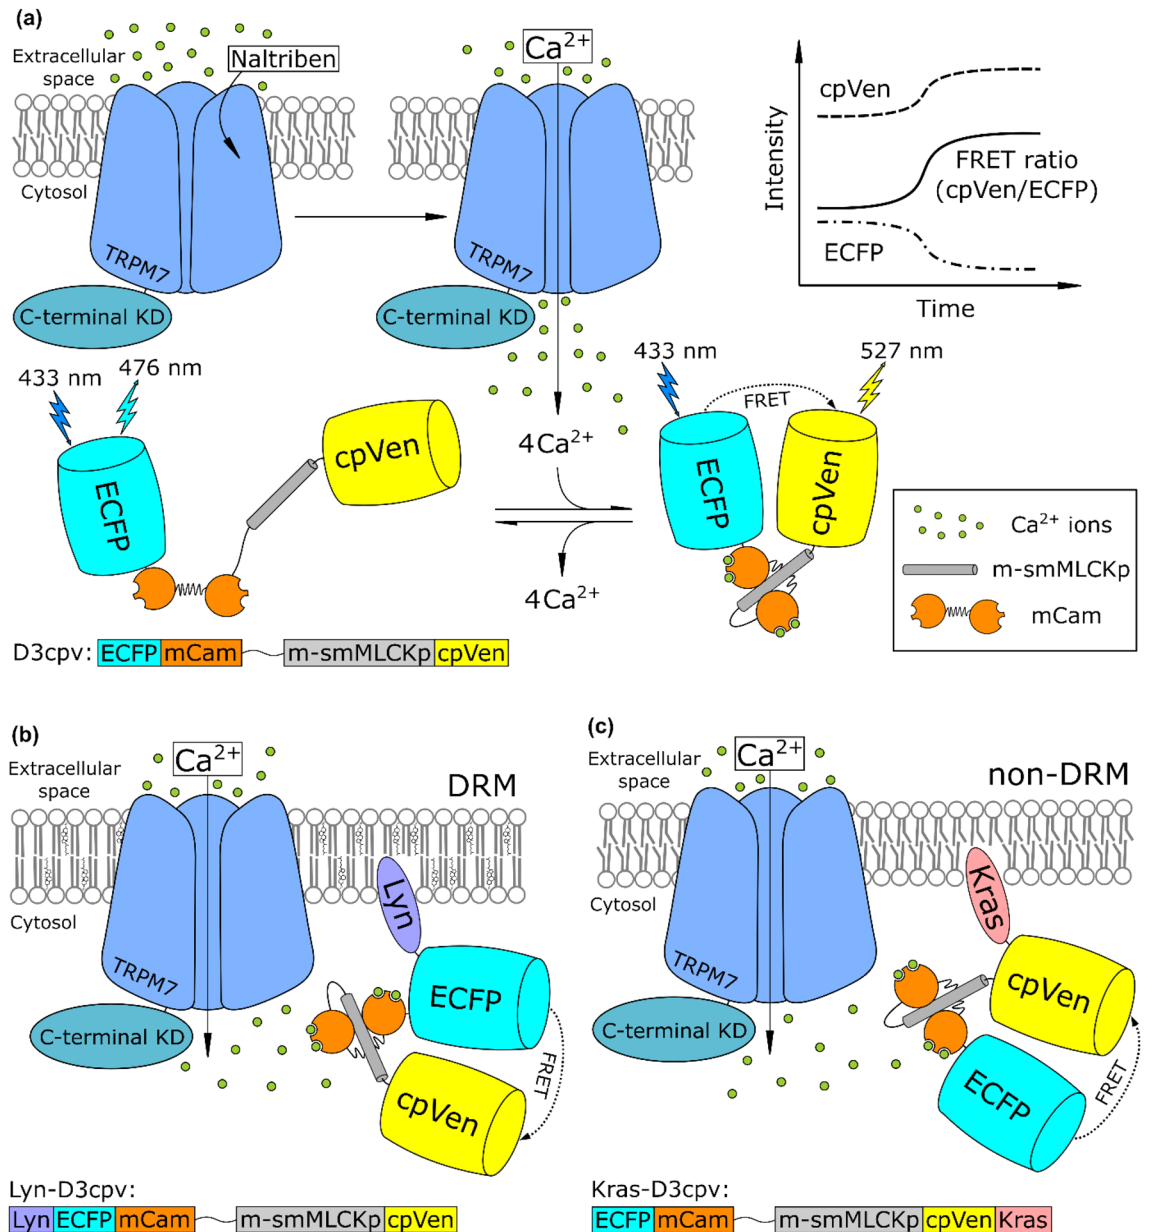 (a)
Extracellular
space
Naltriben
Ca2+
Cytosol
TRPM7
C-terminal KD
TRPM7
C-terminal KD
Intensity
cpVen
FRET ratio
(cpVen/ECFP)
ECFP
Time
433 nm
476 nm
ECFP
cpVen
4Ca2+
4Ca2+
433 nm
527 nm
FRET
ECFP
cpVen
Ca2+ ions
m-smMLCKp
mCam
D3cpv: ECFP mCam m-smMLCKp cpVen
(b)
Extracellular
space
Ca2+
DRM
Cytosol
Lyn
TRPM7
C-terminal KD
ECFP
FRET
cpVen
Lyn-D3cpv:
Lyn ECFP mCam m-smMLCKp cpVen
(c)
Extracellular
space
Ca2+
non-DRM
Cytosol
Kras
TRPM7
C-terminal KD
cpVen
FRET
ECFP
Kras-D3cpv:
ECFP mCam m-smMLCKp cpVen Kras